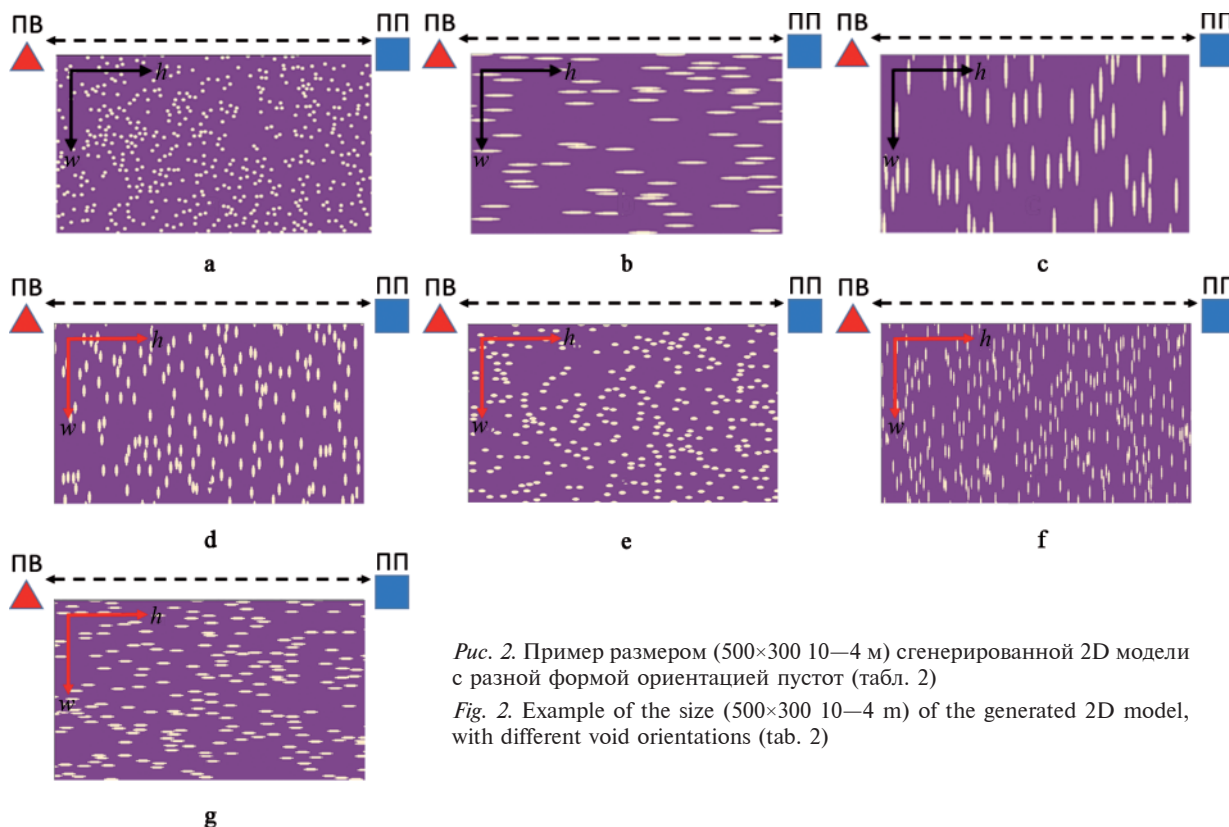 ПВ ПП ПВ ПП ПВ ПП
h h h
w w w
a b c
ПВ ПП ПВ ПП ПВ ПП
h h h
w w w
d e f
ПВ ПП
h
w
g
Рис. 2. Пример размером (500×300 10—4 м) сгенерированной 2D модели
с разной формой ориентацией пустот (табл. 2)
Fig. 2. Example of the size (500×300 10—4 m) of the generated 2D model,
with different void orientations (tab. 2)